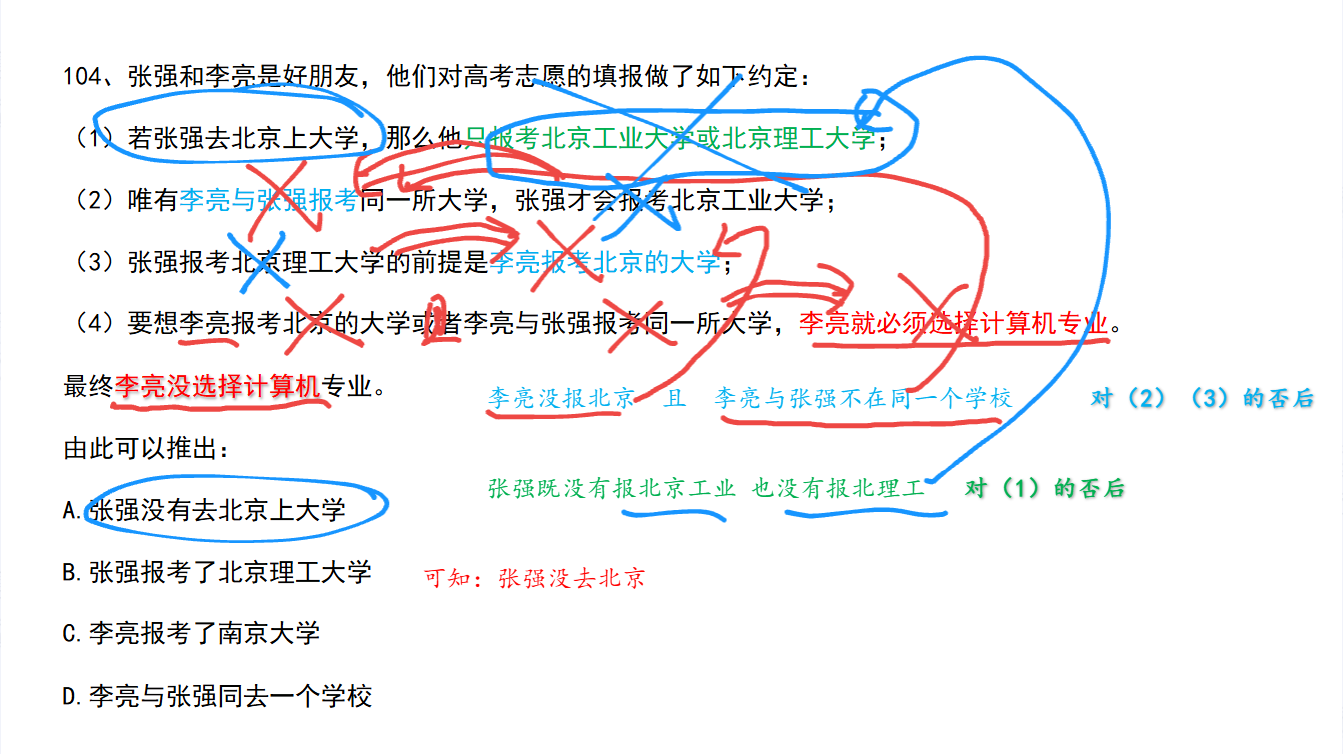 104、张强和李亮是好朋友，他们对高考志愿的填报做了如下约定：
（1）若张强去北京上大学，那么他只报考北京工业大学或北京理工大学；
（2）唯有李亮与张强报考同一所大学，张强才会报考北京工业大学；
（3）张强报考北京理工大学的前提是李亮报考北京的大学；
（4）要想李亮报考北京的大学或者李亮与张强报考同一所大学，李亮就必须选择计算机专业。
最终李亮没选择计算机专业。
李亮没报北京 且 李亮与张强不在同一个学校 对（2）（3）的否后
由此可以推出：
张强既没有报北京工业 也没有报北理工 对（1）的否后
A.张强没有去北京上大学
B.张强报考了北京理工大学
可知：张强没去北京
C.李亮报考了南京大学
D.李亮与张强同去一个学校